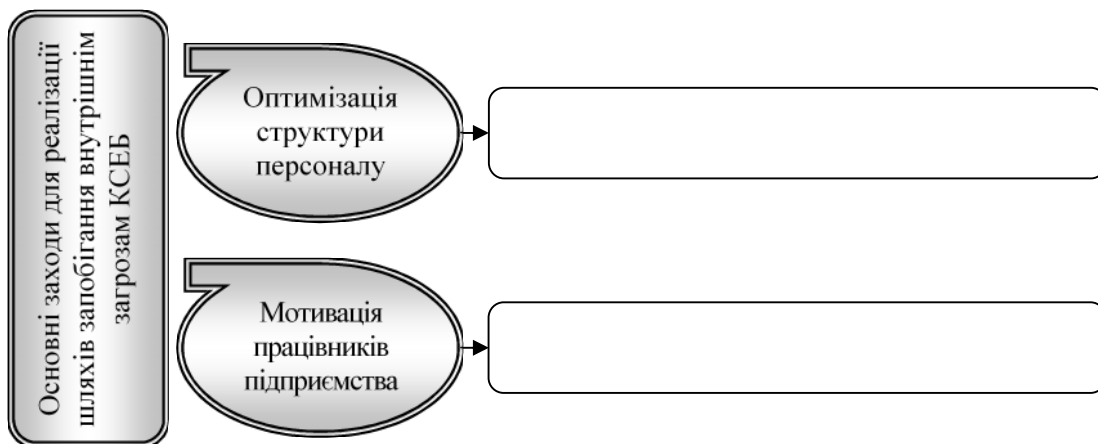 Основні заходи для реалізації
шляхів запобігання внутрішнім
загрозам КСЕБ
Оптимізація
структури
персоналу
Мотивація
працівників
підприємства